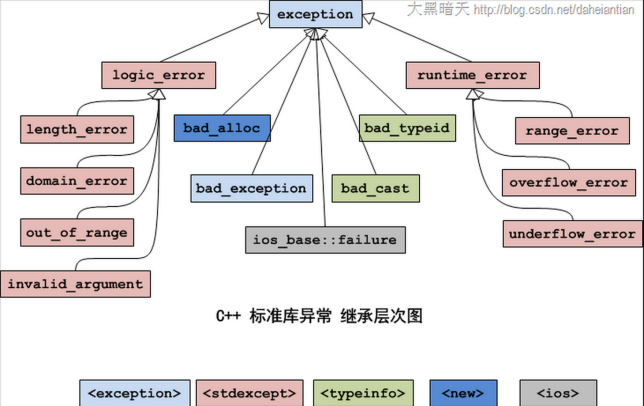 大黑暗天 http://blog.csdn.net/daheiantian
exception
logic_error
runtime_error
length_error
bad_alloc
bad_typeid
range_error
domain_error
bad_exception
bad_cast
overflow_error
out_of_range
ios_base::failure
underflow_error
invalid_argument
C++ 标准库异常 继承层次图
<exception>
<stdexcept>
<typeinfo>
<new>
<ios>